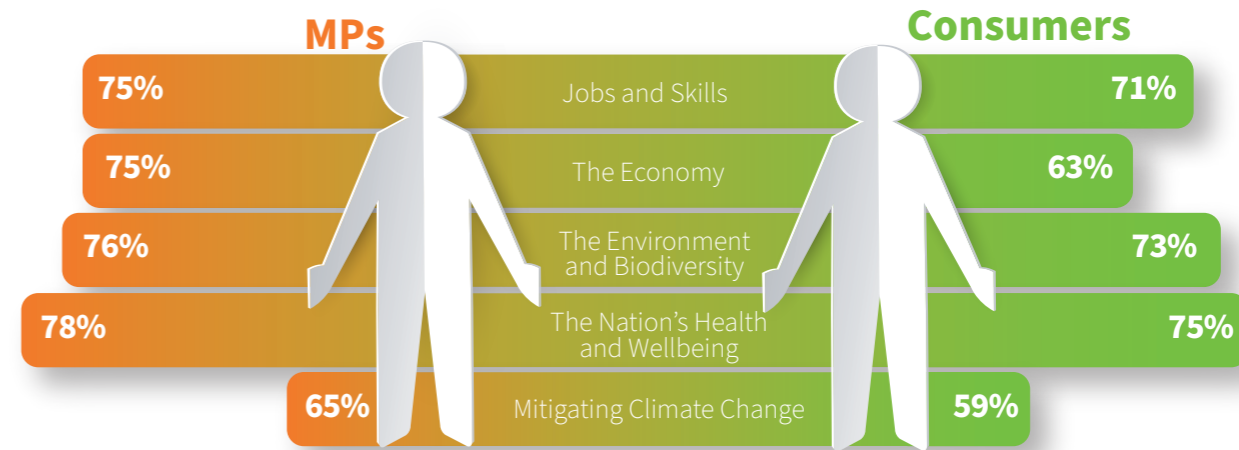 MPs
Consumers
75%
Jobs and Skills
71%
75%
The Economy
63%
76%
The Environment
and Biodiversity
73%
78%
The Nation’s Health
and Wellbeing
75%
65%
Mitigating Climate Change
59%